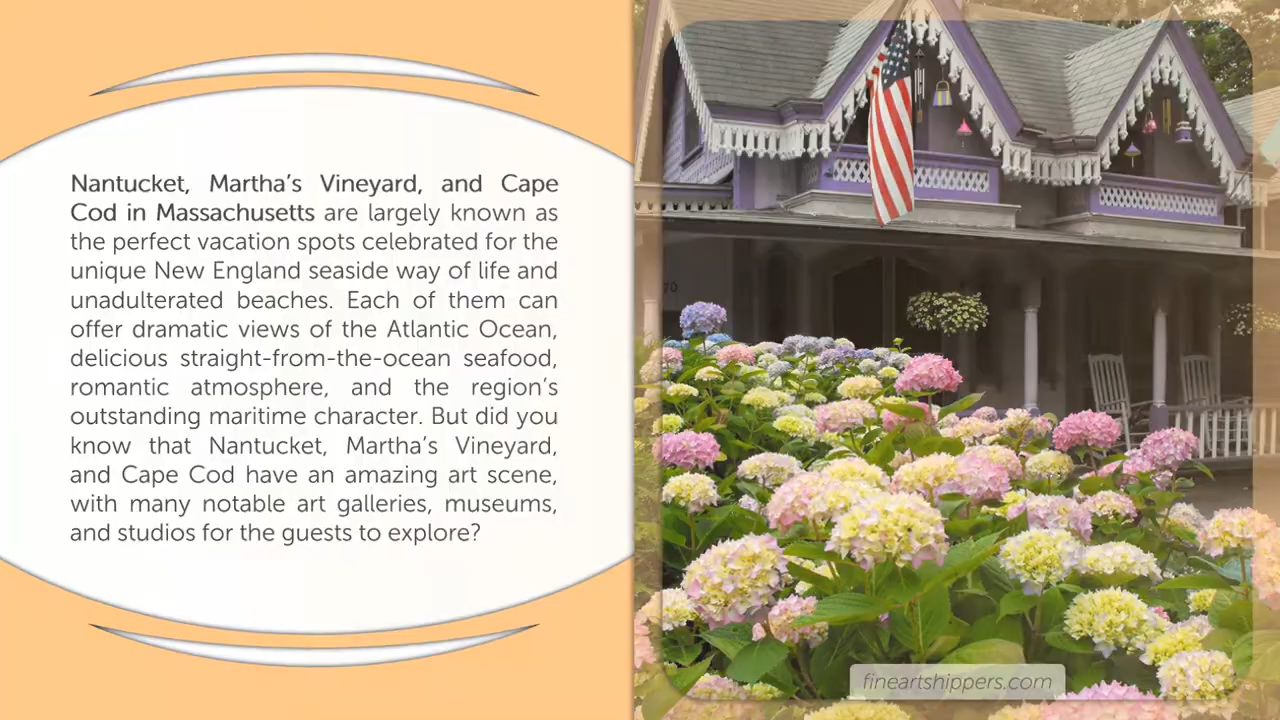 Nantucket, Martha's Vineyard, and Cape
Cod in Massachusetts are largely known as
the perfect vacation spots celebrated for the
unique New England seaside way of life and
unadulterated beaches. Each of them can
offer dramatic views of the Atlantic Ocean,
delicious straight-from-the-ocean seafood,
romantic atmosphere, and the region's
outstanding maritime character. But did you
know that Nantucket, Martha's Vineyard,
and Cape Cod have an amazing art scene,
with many notable art galleries, museums,
and studios for the guests to explore?
70
fineartshippers.com